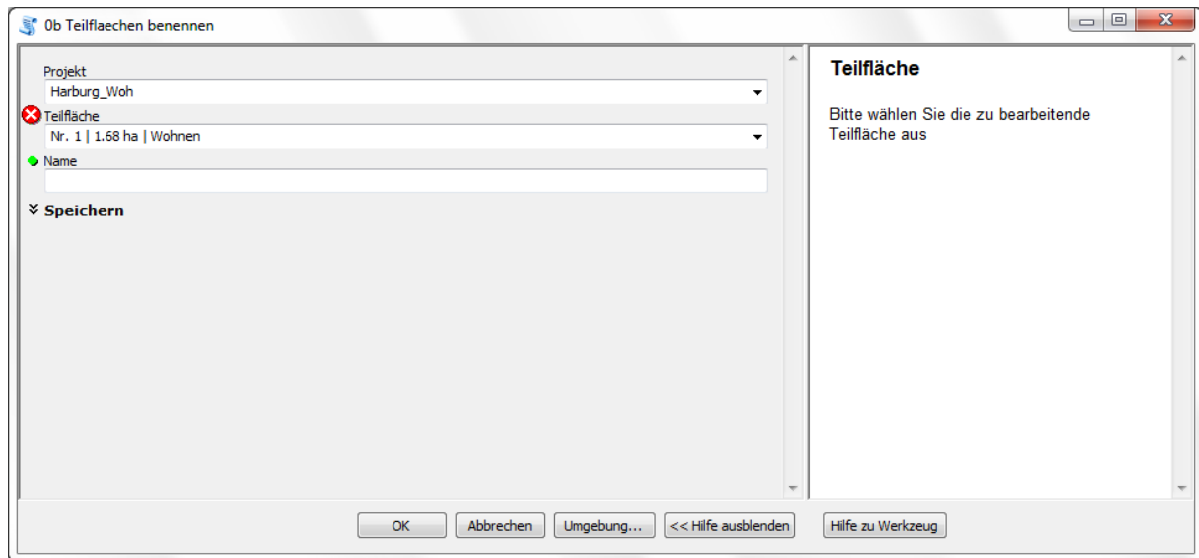 0b Teilflaechen benennen
Projekt
Harburg_Woh
Teilfläche
Nr. 1 | 1.68 ha | Wohnen
Name
Speichern
Teilfläche
Bitte wählen Sie die zu bearbeitende
Teilfläche aus
OK
Abbrechen
Umgebung...
<< Hilfe ausblenden
Hilfe zu Werkzeug